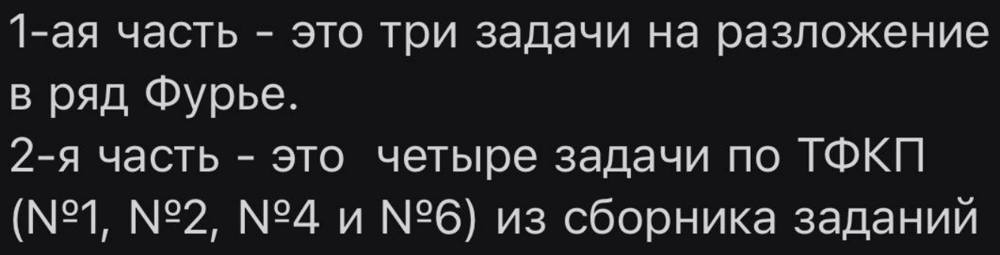 1-ая часть - это три задачи на разложение
в ряд Фурье.
2-я часть - это  четыре задачи по ТФКП
(№1, №2, №4 и №6) из сборника заданий